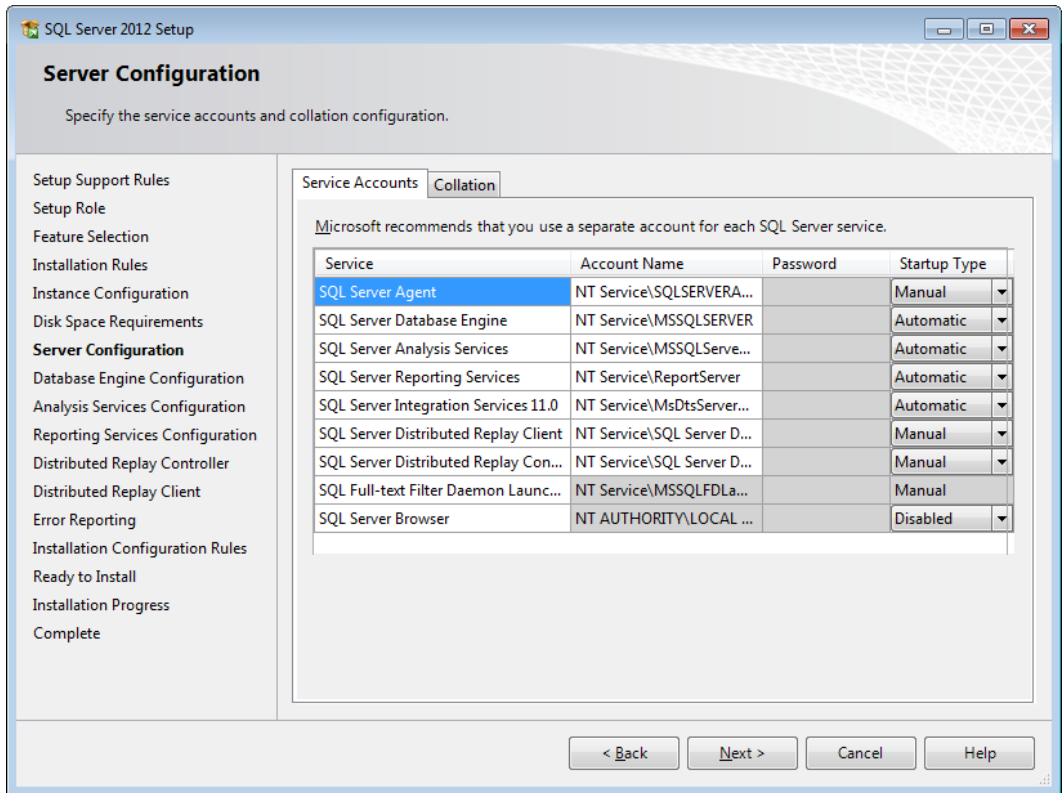 SQL Server 2012 Setup
Server Configuration
Specify the service accounts and collation configuration.
Setup Support Rules
Setup Role
Feature Selection
Installation Rules
Instance Configuration
Disk Space Requirements
Server Configuration
Database Engine Configuration
Analysis Services Configuration
Reporting Services Configuration
Distributed Replay Controller
Distributed Replay Client
Error Reporting
Installation Configuration Rules
Ready to Install
Installation Progress
Complete
Service Accounts Collation
Microsoft recommends that you use a separate account for each SQL Server service.
Service Account Name Password Startup Type
SQL Server Agent NT Service\SQLSERVERA... Manual
SQL Server Database Engine NT Service\MSSQLSERVER Automatic
SQL Server Analysis Services NT Service\MSSQLServe... Automatic
SQL Server Reporting Services NT Service\ReportServer Automatic
SQL Server Integration Services 11.0 NT Service\MsDtsServer... Automatic
SQL Server Distributed Replay Client NT Service\SQL Server D... Manual
SQL Server Distributed Replay Con... NT Service\SQL Server D... Manual
SQL Full-text Filter Daemon Launc... NT Service\MSSQLFDLa... Manual
SQL Server Browser NT AUTHORITY\LOCAL ... Disabled
< Back Next > Cancel Help